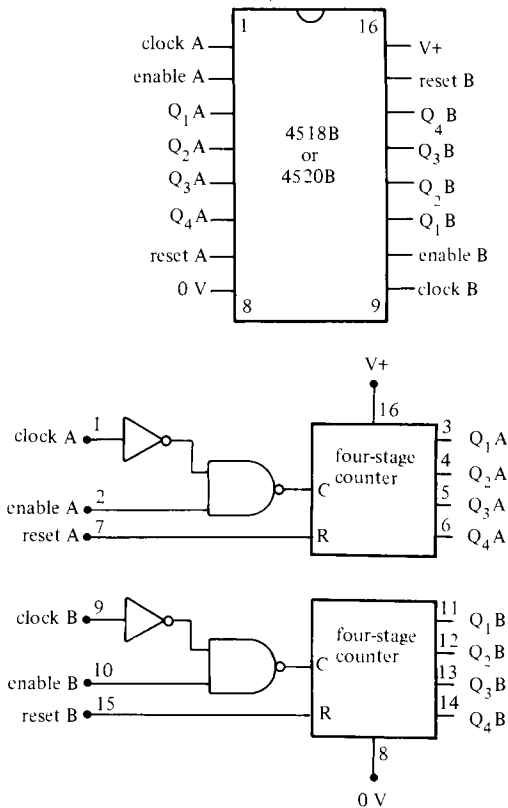 1 16
clock A V+
enable A reset B
Q1A Q4B
Q2A 4518B Q3B
or
Q3A 4520B Q2B
Q4A Q1B
reset A enable B
0 V clock B
8 9
V+
16
clock A 1 3 Q1A
four-stage
counter 4 Q2A
enable A 2 C 5 Q3A
reset A 7 R 6 Q4A
clock B 9 11 Q1B
four-stage
counter 12 Q2B
enable B 10 C 13 Q3B
reset B 15 R 14 Q4B
8
0 V